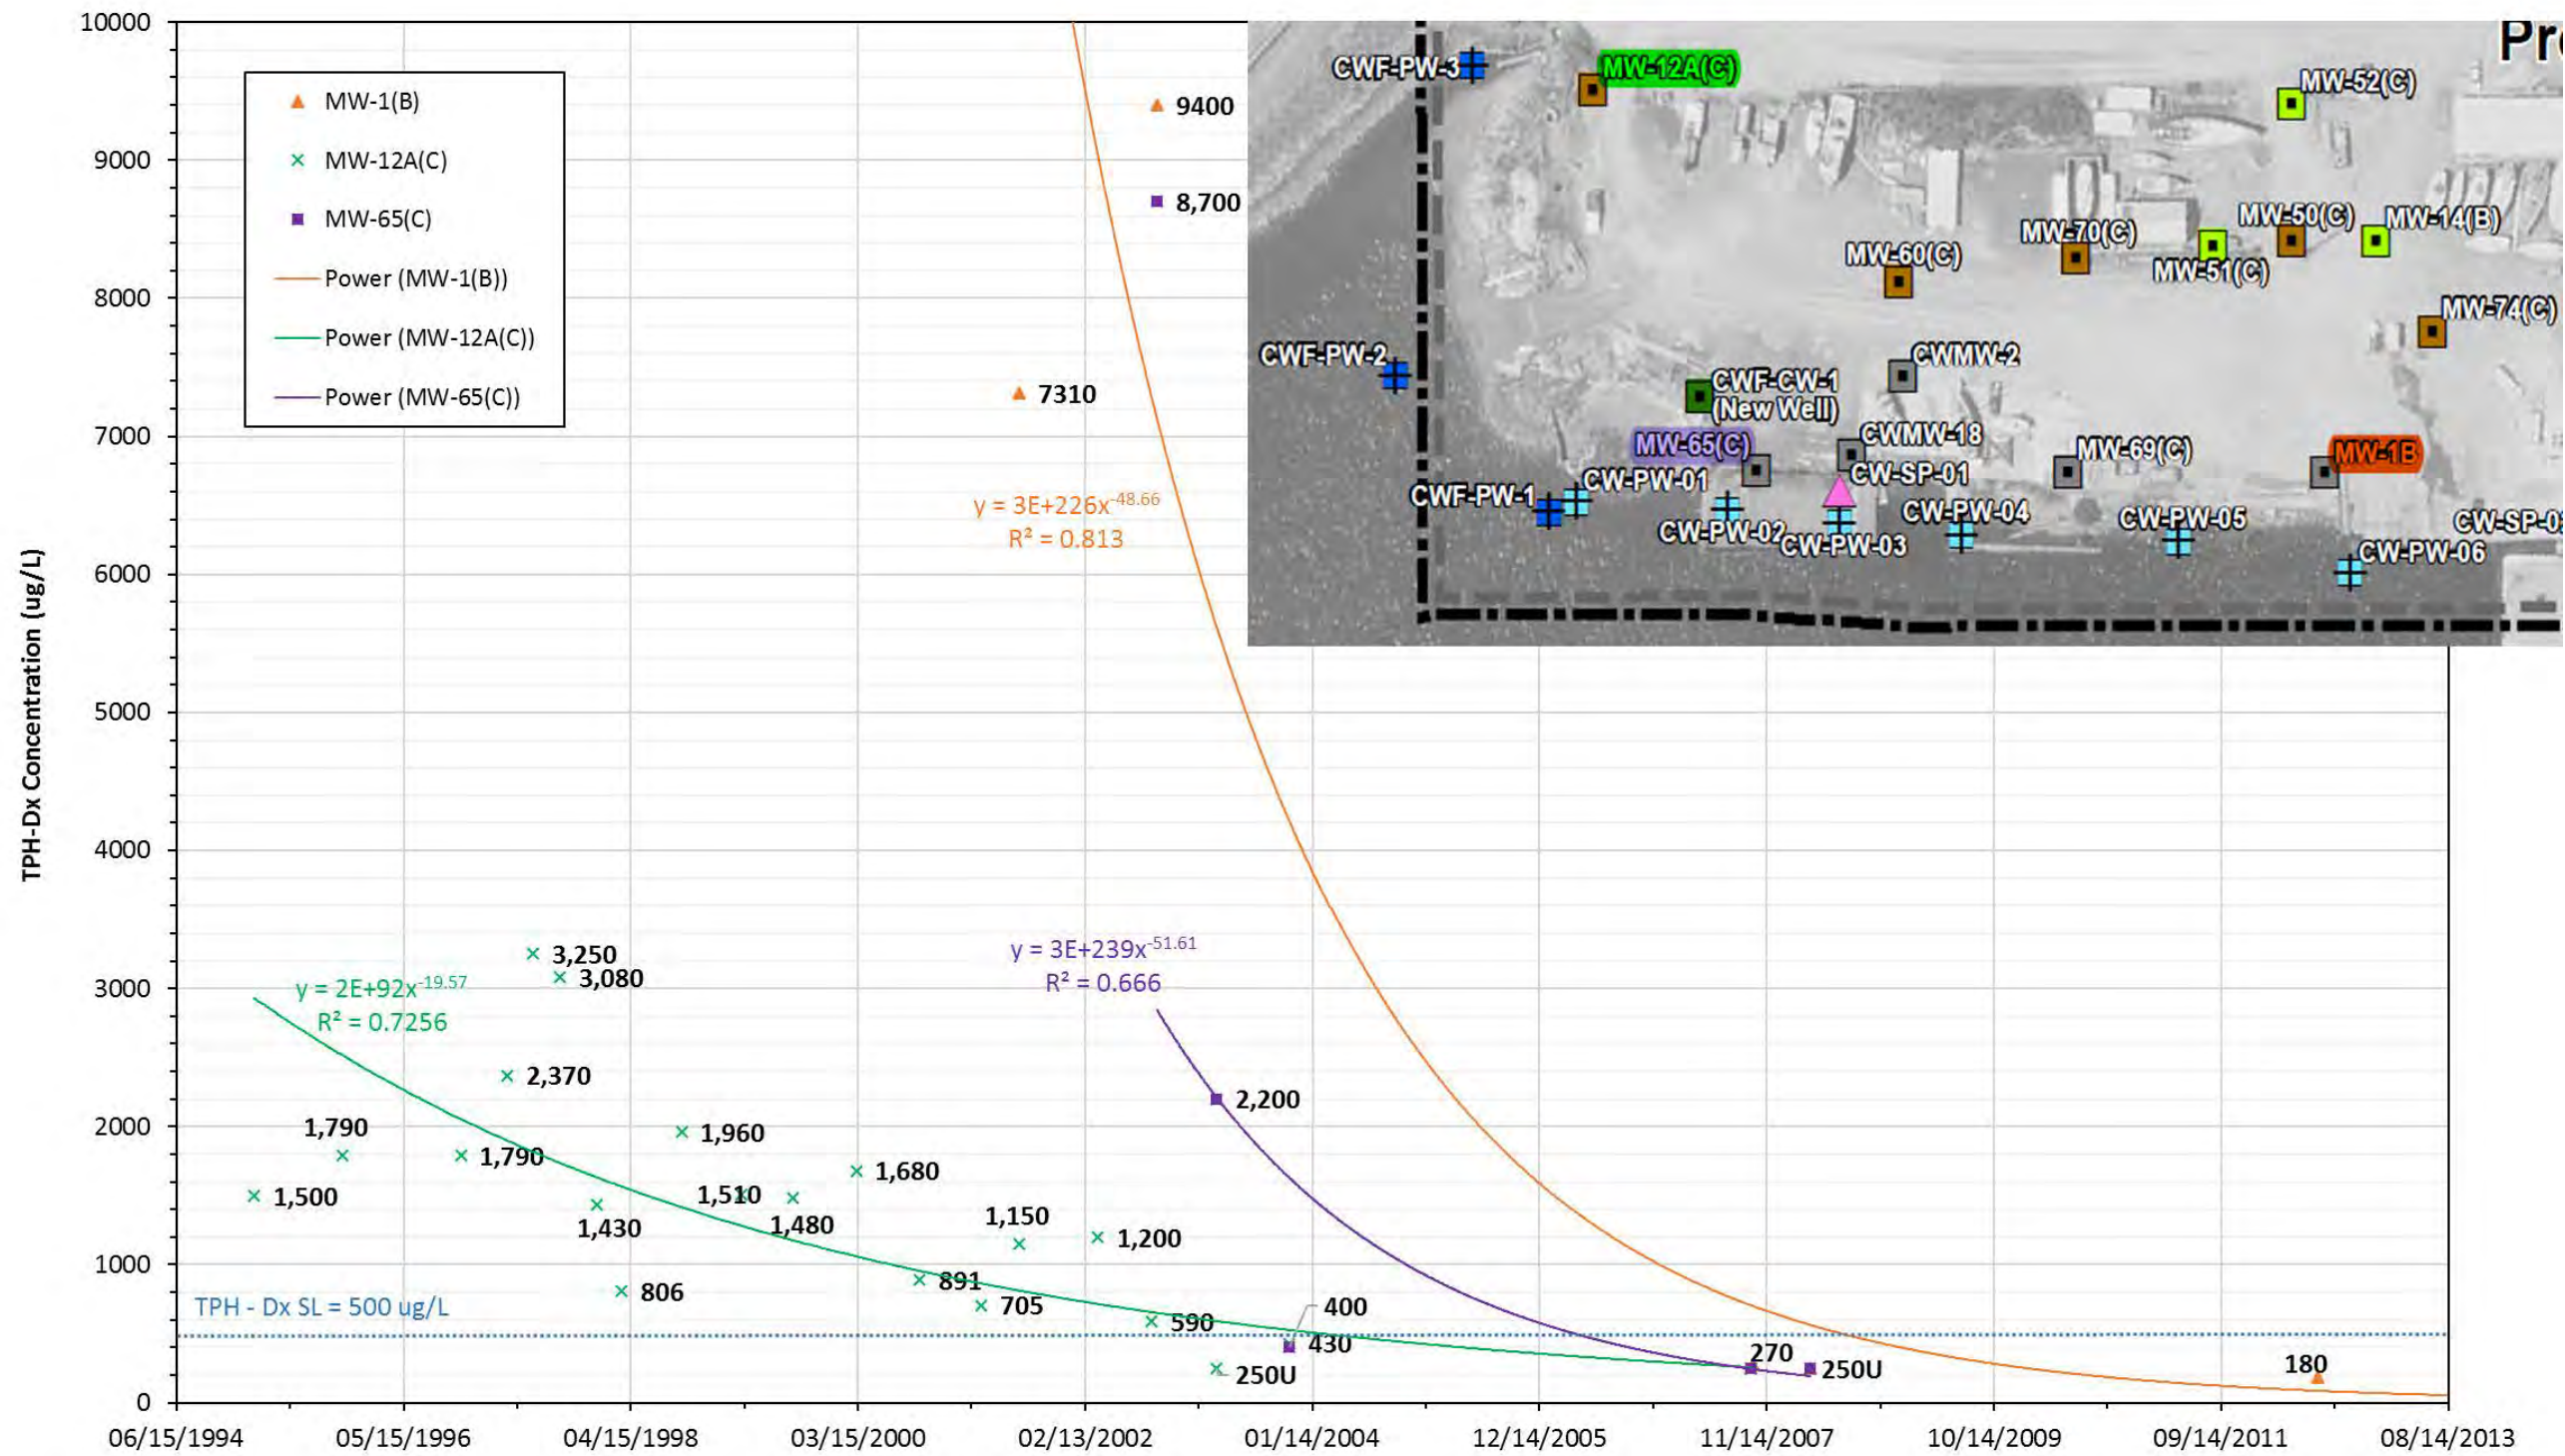 10000
9000
8000
7000
6000
5000
4000
3000
2000
1000
0
TPH-Dx Concentration (ug/L)
MW-1(B)
MW-12A(C)
MW-65(C)
Power (MW-1(B))
Power (MW-12A(C))
Power (MW-65(C))
9400
8,700
7310
y = 3E+226x^-48.66
R² = 0.813
y = 3E+239x^-51.61
R² = 0.666
y = 2E+92x^-19.57
R² = 0.7256
3,250
3,080
2,370
1,790
1,790
1,500
1,960
1,510
1,480
1,430
806
1,680
891
705
1,150
1,200
590
250U
2,200
400
430
270
250U
180
TPH - Dx SL = 500 ug/L
06/15/1994
05/15/1996
04/15/1998
03/15/2000
02/13/2002
01/14/2004
12/14/2005
11/14/2007
10/14/2009
09/14/2011
08/14/2013
CWF-PW-3
MW-12A(C)
MW-52(C)
MW-60(C)
MW-70(C)
MW-51(C)
MW-50(C)
MW-14(B)
MW-74(C)
CWF-PW-2
CWMW-2
CWF-CW-1
(New Well)
MW-65(C)
CWMW-18
MW-69(C)
MW-1B
CWF-PW-1
CW-PW-01
CW-SP-01
CW-PW-02
CW-PW-03
CW-PW-04
CW-PW-05
CW-PW-06